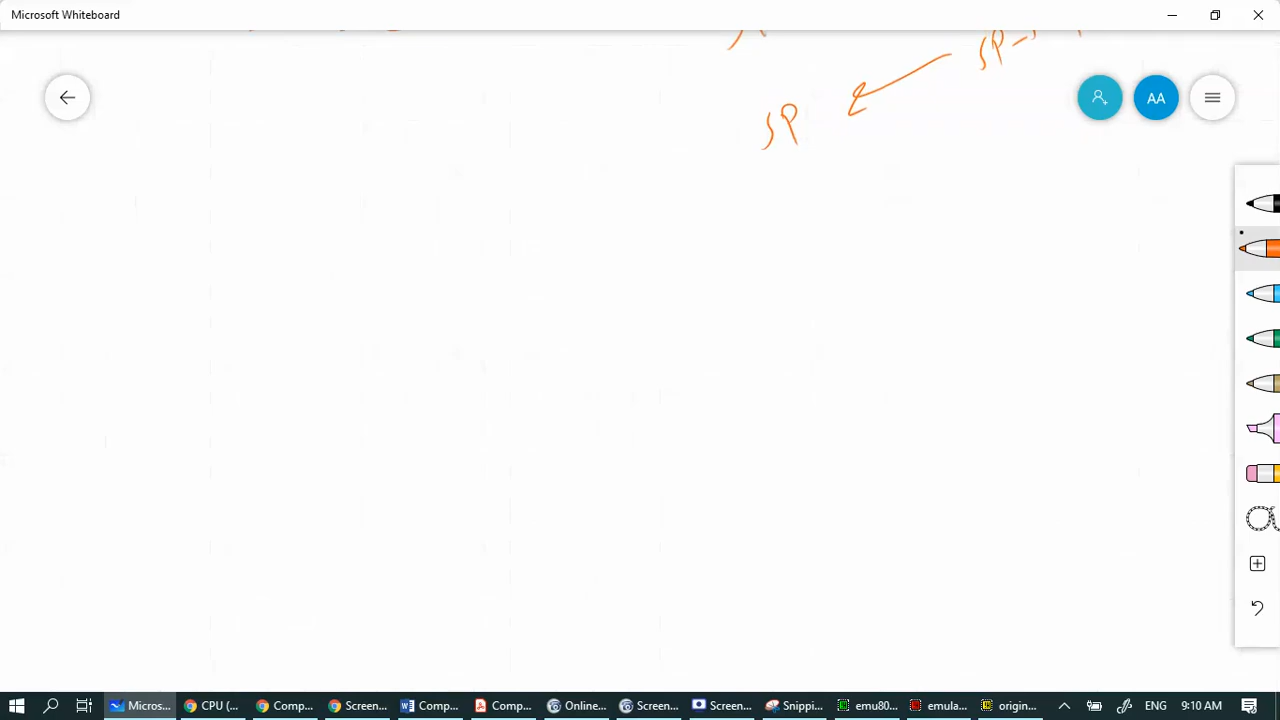 Microsoft Whiteboard
SP
AA
Micros...
CPU (...
Comp...
Screen...
Comp...
Comp...
Online...
Screen...
Screen...
Snippi...
emu80...
emula...
origin...
ENG
9:10 AM